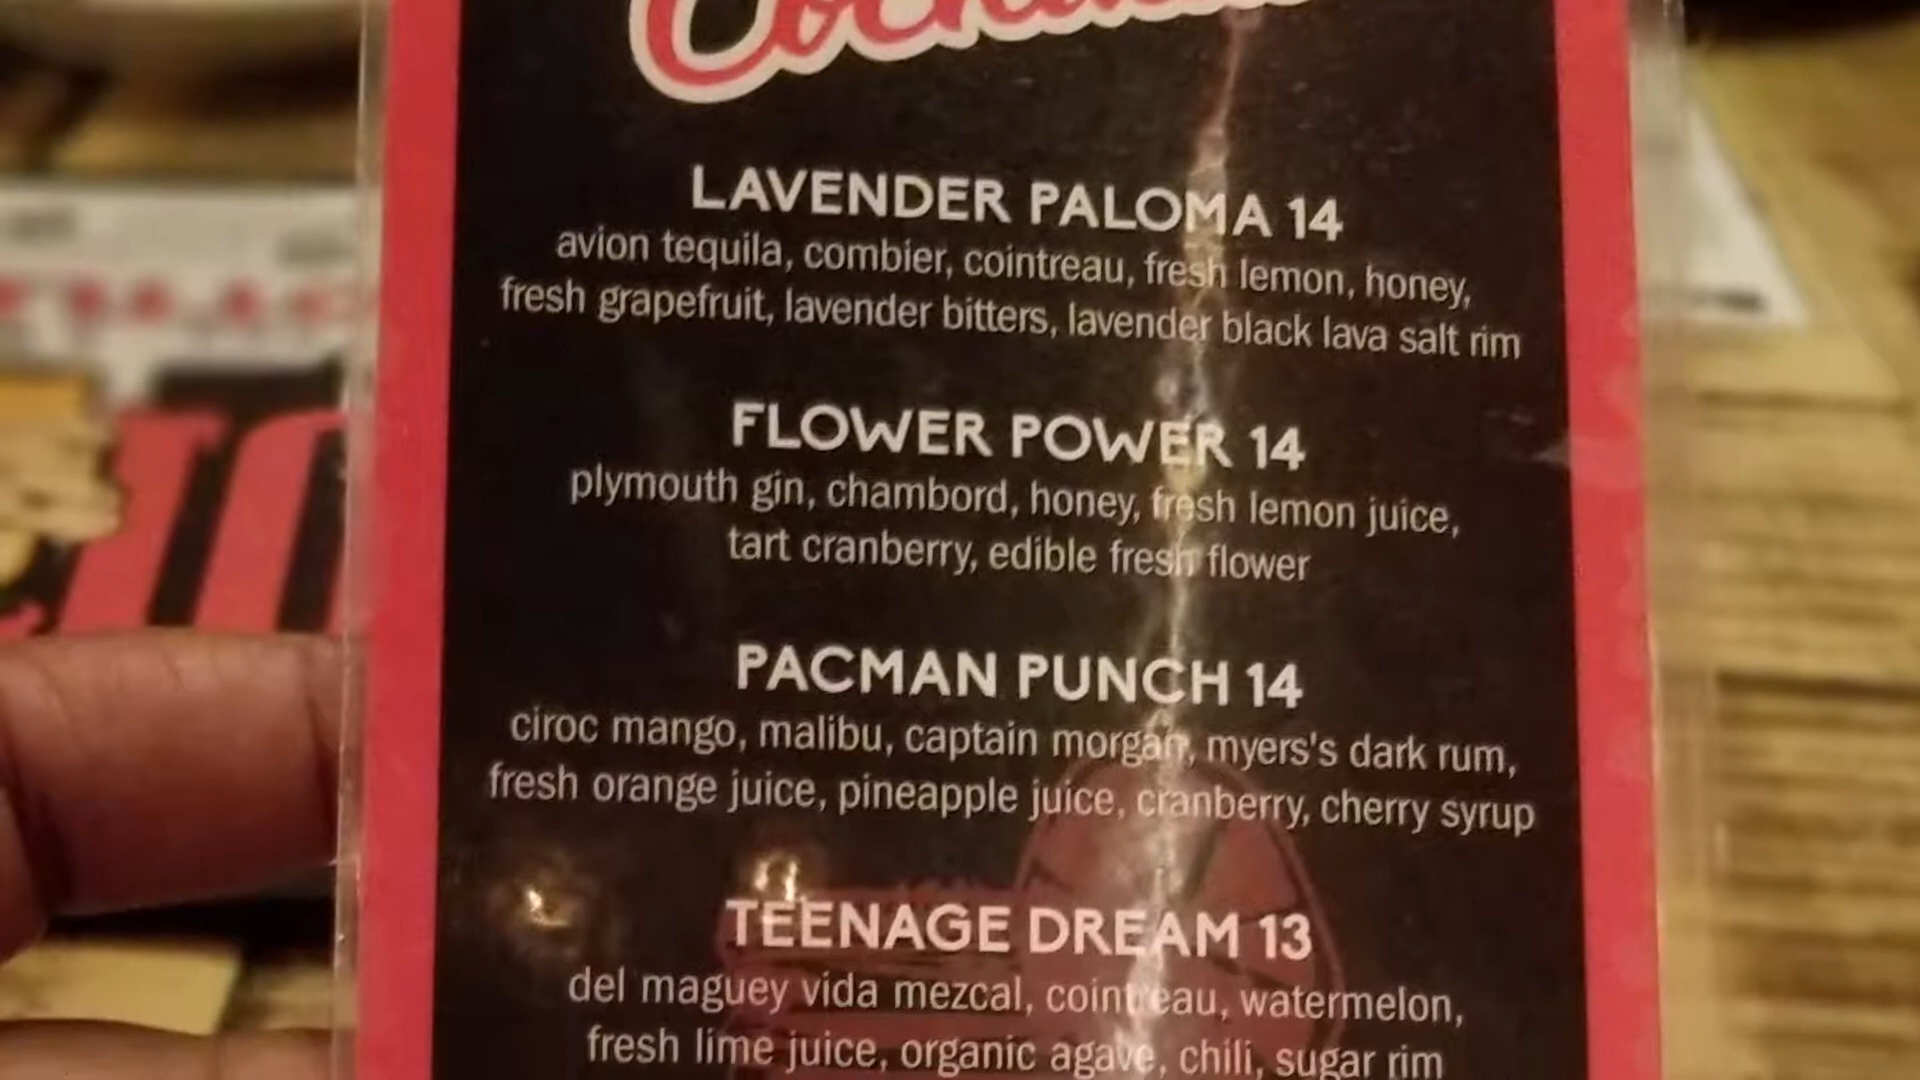 LAVENDER PALOMA 14
avion tequila, combier, cointreau, fresh lemon, honey,
fresh grapefruit, lavender bitters, lavender black lava salt rim
FLOWER POWER 14
plymouth gin, chambord, honey, fresh lemon juice,
tart cranberry, edible fresh flower
PACMAN PUNCH 14
ciroc mango, malibu, captain morgan, myers's dark rum,
fresh orange juice, pineapple juice, cranberry, cherry syrup
TEENAGE DREAM 13
del maguey vida mezcal, cointreau, watermelon,
fresh lime juice, organic agave, chili, sugar rim